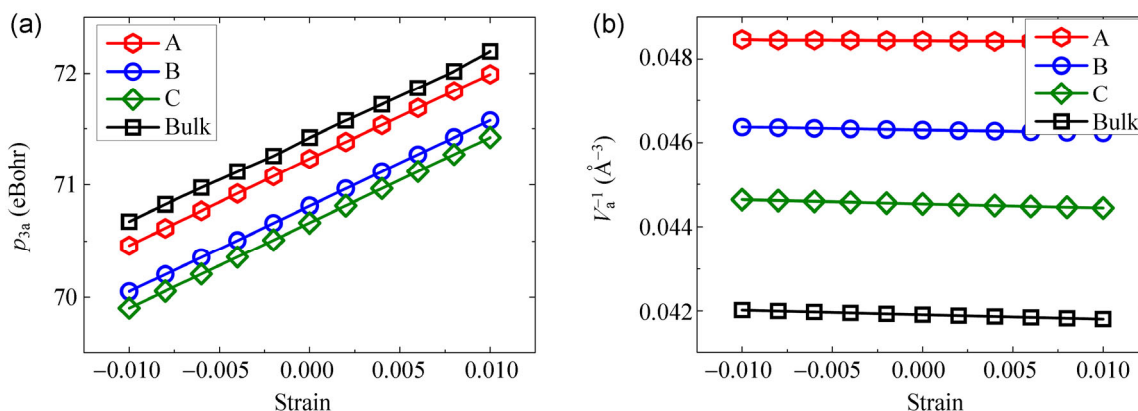 (a)
A
B
C
Bulk
72
71
70
p3a (eBohr)
−0.010 −0.005 0.000 0.005 0.010
Strain
(b)
A
B
C
Bulk
0.048
0.046
0.044
0.042
Va−1 (Å−3)
−0.010 −0.005 0.000 0.005 0.010
Strain